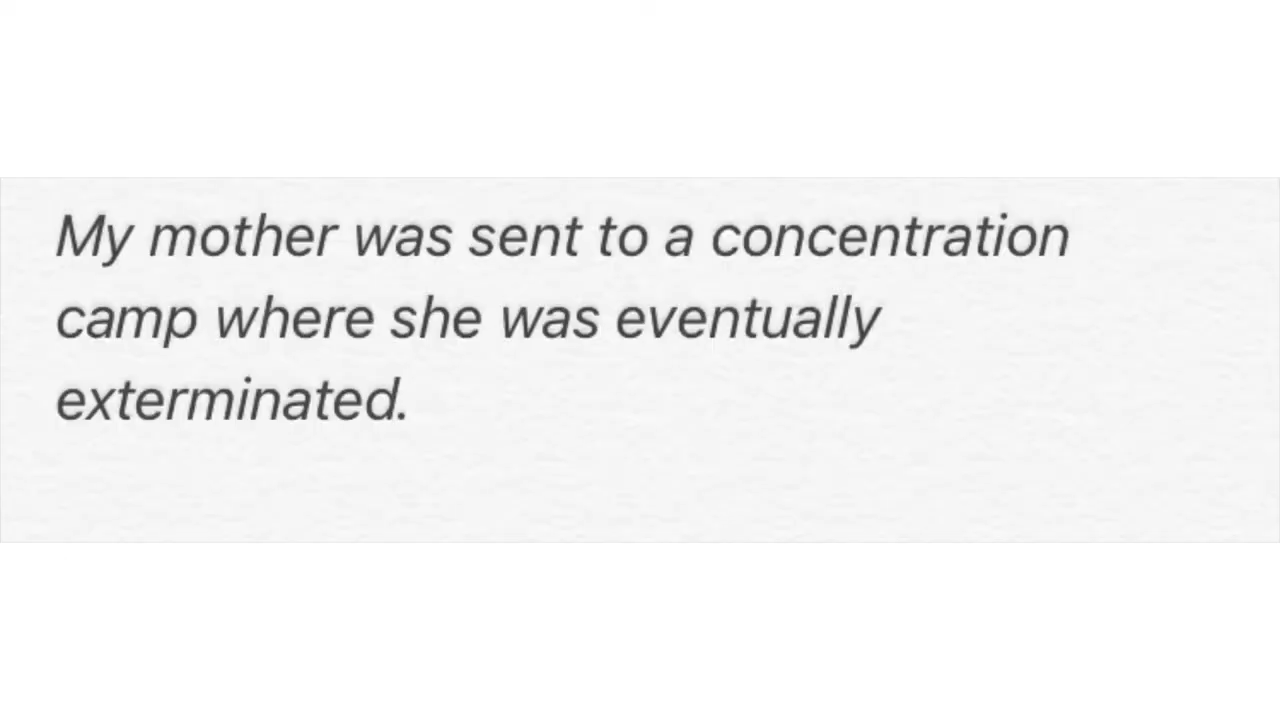 My mother was sent to a concentration
camp where she was eventually
exterminated.